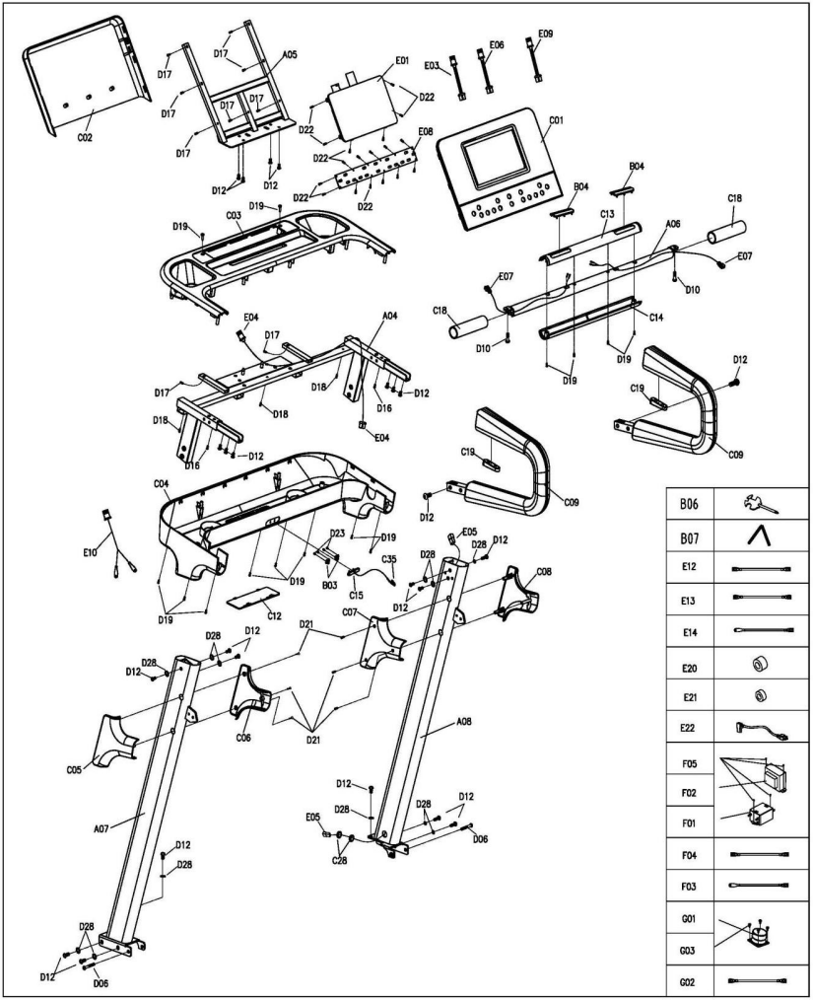 E09
E06
D17
A05
E03
E01
D17
D17
D22
D17
D17
C01
C02
D22
D17
E08
D22
B04
D12
D12
B04
D22
D22
C18
D19
C03
C13
A06
D19
E07
E07
D10
C18
E04
A04
C14
D17
D10
D19
D19
D12
D17
D18
D16
D12
C19
D18
D18
E04
C09
D16
D12
C19
C04
C09
D12
E05
D28
D12
D23
D19
D28
E10
C35
C08
D19
B03
C15
D12
D19
C12
C07
D12
D21
D28
D28
D12
C06
D21
A08
C05
D12
D12
A07
D28
D28
E05
D12
D06
C28
D28
D28
D12
D06
B06
B07
E12
E13
E14
E20
E21
E22
F05
F02
F01
F04
F03
G01
G03
G02